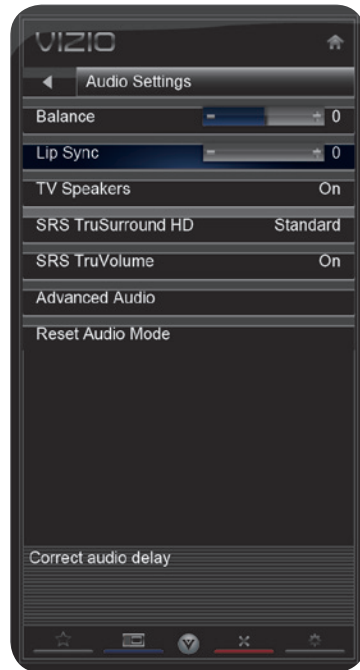 VIZIO
Audio Settings
Balance - + 0
Lip Sync - + 0
TV Speakers On
SRS TruSurround HD Standard
SRS TruVolume On
Advanced Audio
Reset Audio Mode
Correct audio delay
V